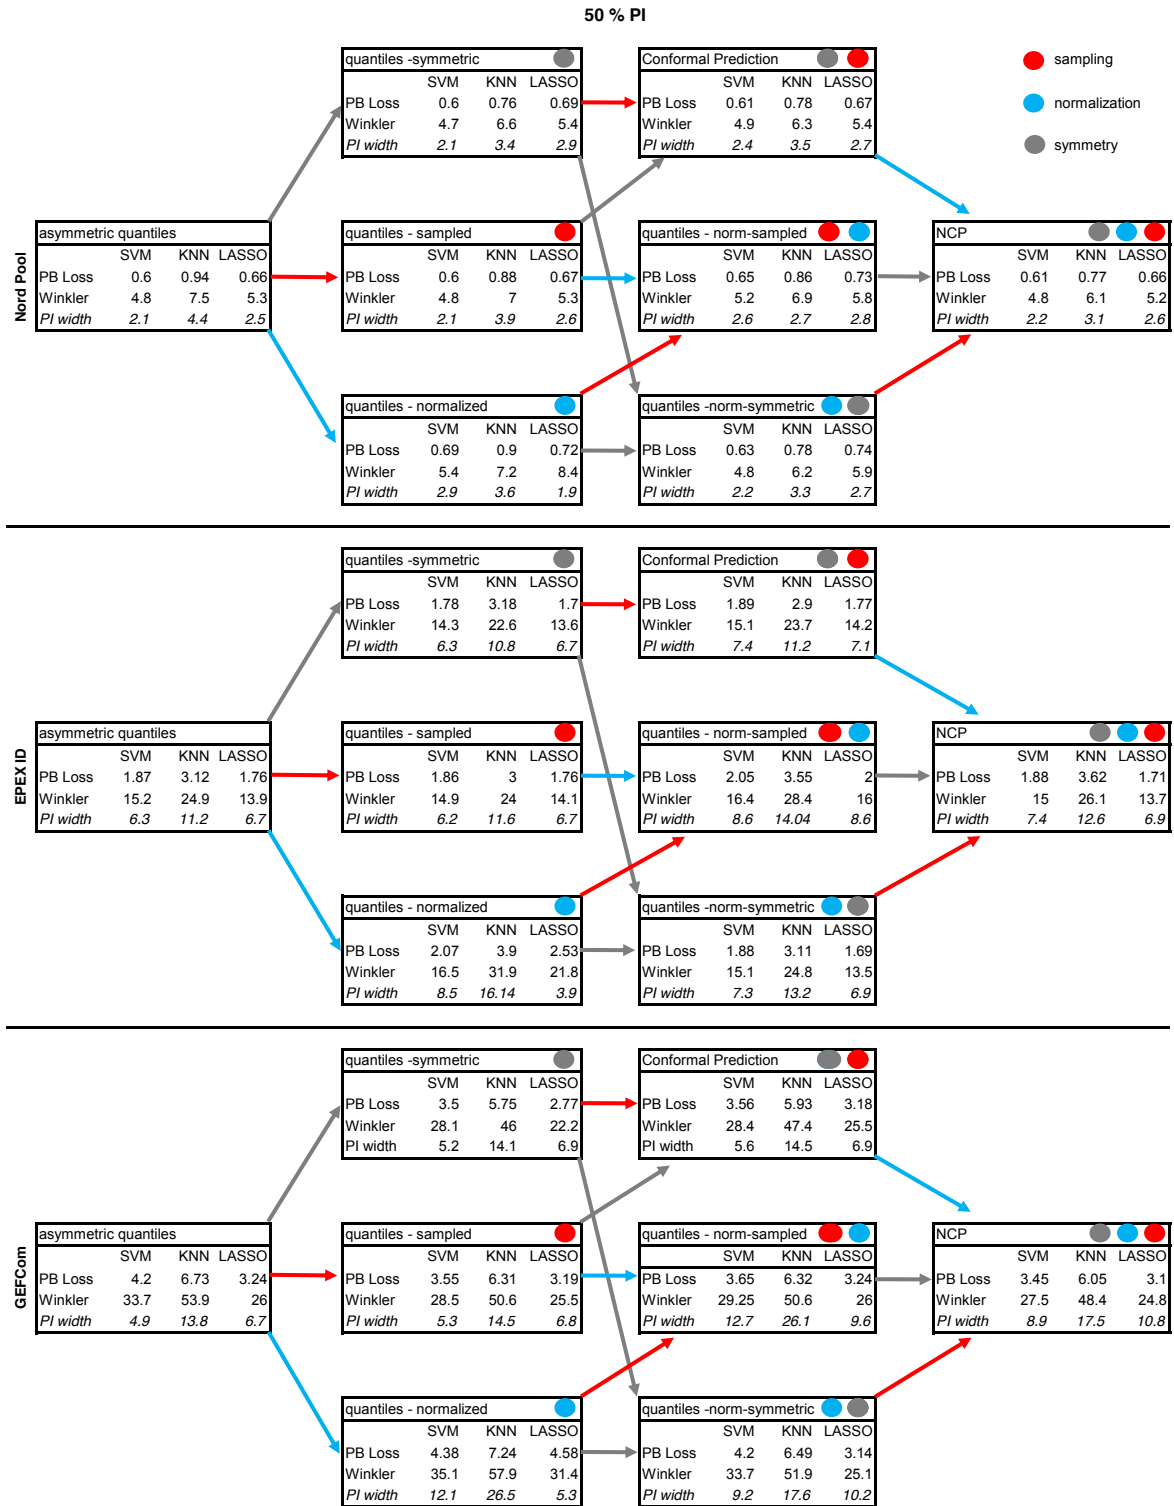 50 % PI
sampling
normalization
symmetry
Nord Pool
quantiles -symmetric
SVM KNN LASSO
PB Loss 0.6 0.76 0.69
Winkler 4.7 6.6 5.4
PI width 2.1 3.4 2.9
Conformal Prediction
SVM KNN LASSO
PB Loss 0.61 0.78 0.67
Winkler 4.9 6.3 5.4
PI width 2.4 3.5 2.7
asymmetric quantiles
SVM KNN LASSO
PB Loss 0.6 0.94 0.66
Winkler 4.8 7.5 5.3
PI width 2.1 4.4 2.5
quantiles - sampled
SVM KNN LASSO
PB Loss 0.6 0.88 0.67
Winkler 4.8 7 5.3
PI width 2.1 3.9 2.6
quantiles - norm-sampled
SVM KNN LASSO
PB Loss 0.65 0.86 0.73
Winkler 5.2 6.9 5.8
PI width 2.6 2.7 2.8
NCP
SVM KNN LASSO
PB Loss 0.61 0.77 0.66
Winkler 4.8 6.1 5.2
PI width 2.2 3.1 2.6
quantiles - normalized
SVM KNN LASSO
PB Loss 0.69 0.9 0.72
Winkler 5.4 7.2 8.4
PI width 2.9 3.6 1.9
quantiles -norm-symmetric
SVM KNN LASSO
PB Loss 0.63 0.78 0.74
Winkler 4.8 6.2 5.9
PI width 2.2 3.3 2.7
EPEX ID
quantiles -symmetric
SVM KNN LASSO
PB Loss 1.78 3.18 1.7
Winkler 14.3 22.6 13.6
PI width 6.3 10.8 6.7
Conformal Prediction
SVM KNN LASSO
PB Loss 1.89 2.9 1.77
Winkler 15.1 23.7 14.2
PI width 7.4 11.2 7.1
asymmetric quantiles
SVM KNN LASSO
PB Loss 1.87 3.12 1.76
Winkler 15.2 24.9 13.9
PI width 6.3 11.2 6.7
quantiles - sampled
SVM KNN LASSO
PB Loss 1.86 3 1.76
Winkler 14.9 24 14.1
PI width 6.2 11.6 6.7
quantiles - norm-sampled
SVM KNN LASSO
PB Loss 2.05 3.55 2
Winkler 16.4 28.4 16
PI width 8.6 14.04 8.6
NCP
SVM KNN LASSO
PB Loss 1.88 3.62 1.71
Winkler 15 26.1 13.7
PI width 7.4 12.6 6.9
quantiles - normalized
SVM KNN LASSO
PB Loss 2.07 3.9 2.53
Winkler 16.5 31.9 21.8
PI width 8.5 16.14 3.9
quantiles -norm-symmetric
SVM KNN LASSO
PB Loss 1.88 3.11 1.69
Winkler 15.1 24.8 13.5
PI width 7.3 13.2 6.9
GEFCom
quantiles -symmetric
SVM KNN LASSO
PB Loss 3.5 5.75 2.77
Winkler 28.1 46 22.2
PI width 5.2 14.1 6.9
Conformal Prediction
SVM KNN LASSO
PB Loss 3.56 5.93 3.18
Winkler 28.4 47.4 25.5
PI width 5.6 14.5 6.9
asymmetric quantiles
SVM KNN LASSO
PB Loss 4.2 6.73 3.24
Winkler 33.7 53.9 26
PI width 4.9 13.8 6.7
quantiles - sampled
SVM KNN LASSO
PB Loss 3.55 6.31 3.19
Winkler 28.5 50.6 25.5
PI width 5.3 14.5 6.8
quantiles - norm-sampled
SVM KNN LASSO
PB Loss 3.65 6.32 3.24
Winkler 29.25 50.6 26
PI width 12.7 26.1 9.6
NCP
SVM KNN LASSO
PB Loss 3.45 6.05 3.1
Winkler 27.5 48.4 24.8
PI width 8.9 17.5 10.8
quantiles - normalized
SVM KNN LASSO
PB Loss 4.38 7.24 4.58
Winkler 35.1 57.9 31.4
PI width 12.1 26.5 5.3
quantiles -norm-symmetric
SVM KNN LASSO
PB Loss 4.2 6.49 3.14
Winkler 33.7 51.9 25.1
PI width 9.2 17.6 10.2